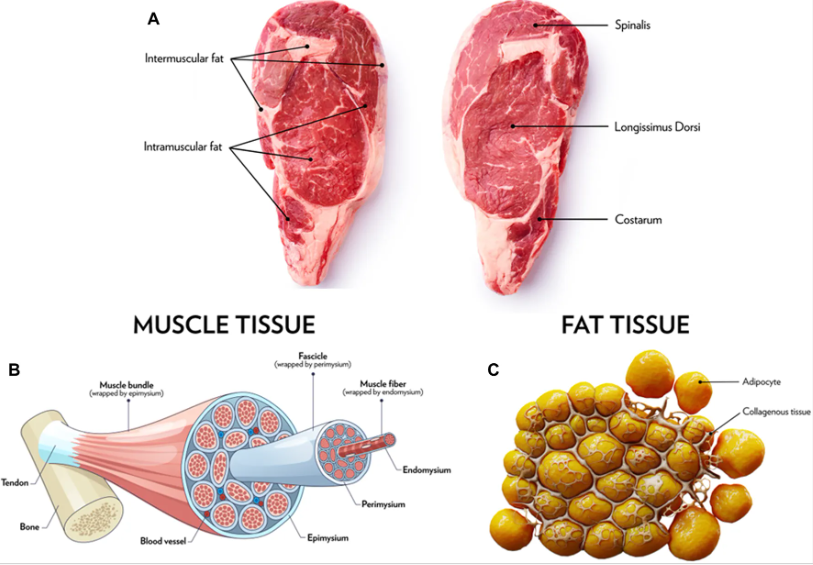 A
Intermuscular fat
Intramuscular fat
Spinalis
Longissimus Dorsi
Costarum
MUSCLE TISSUE
FAT TISSUE
B
Muscle bundle
(wrapped by epimysium)
Fascicle
(wrapped by perimysium)
Muscle fiber
(wrapped by endomysium)
Tendon
Bone
Blood vessel
Epimysium
Perimysium
Endomysium
C
Adipocyte
Collagenous tissue